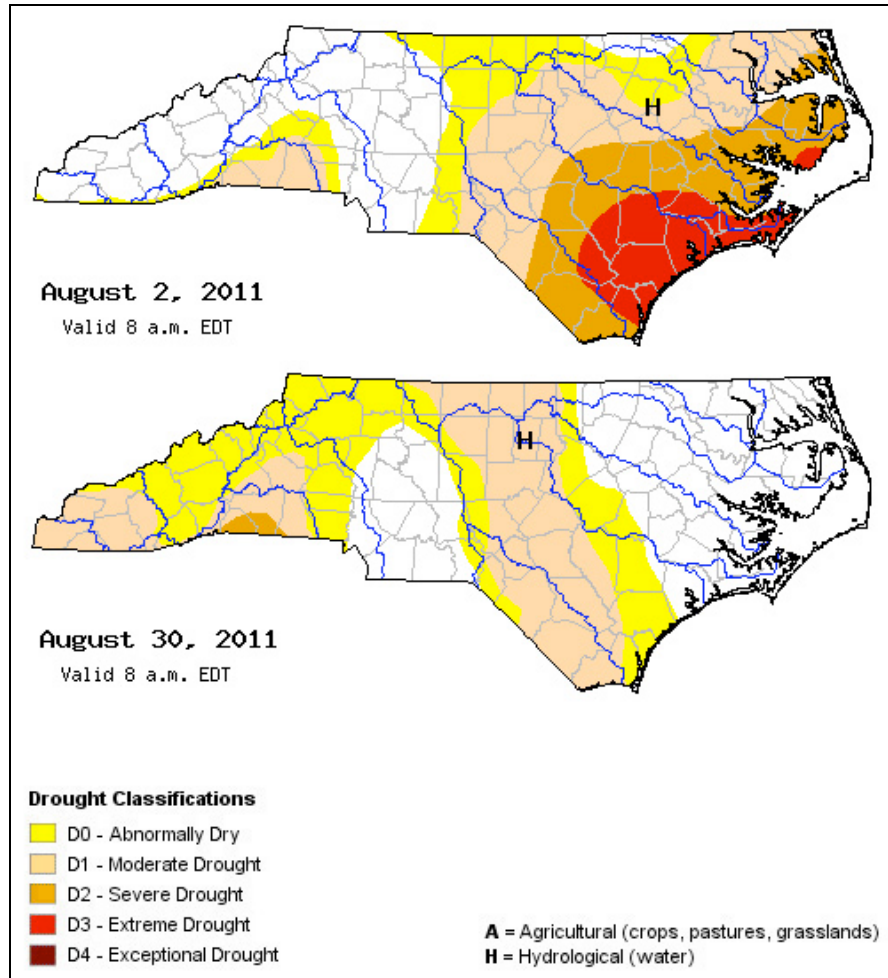 H
August 2, 2011
Valid 8 a.m. EDT
H
August 30, 2011
Valid 8 a.m. EDT
Drought Classifications
D0 - Abnormally Dry
D1 - Moderate Drought
D2 - Severe Drought
D3 - Extreme Drought
D4 - Exceptional Drought
A = Agricultural (crops, pastures, grasslands)
H = Hydrological (water)